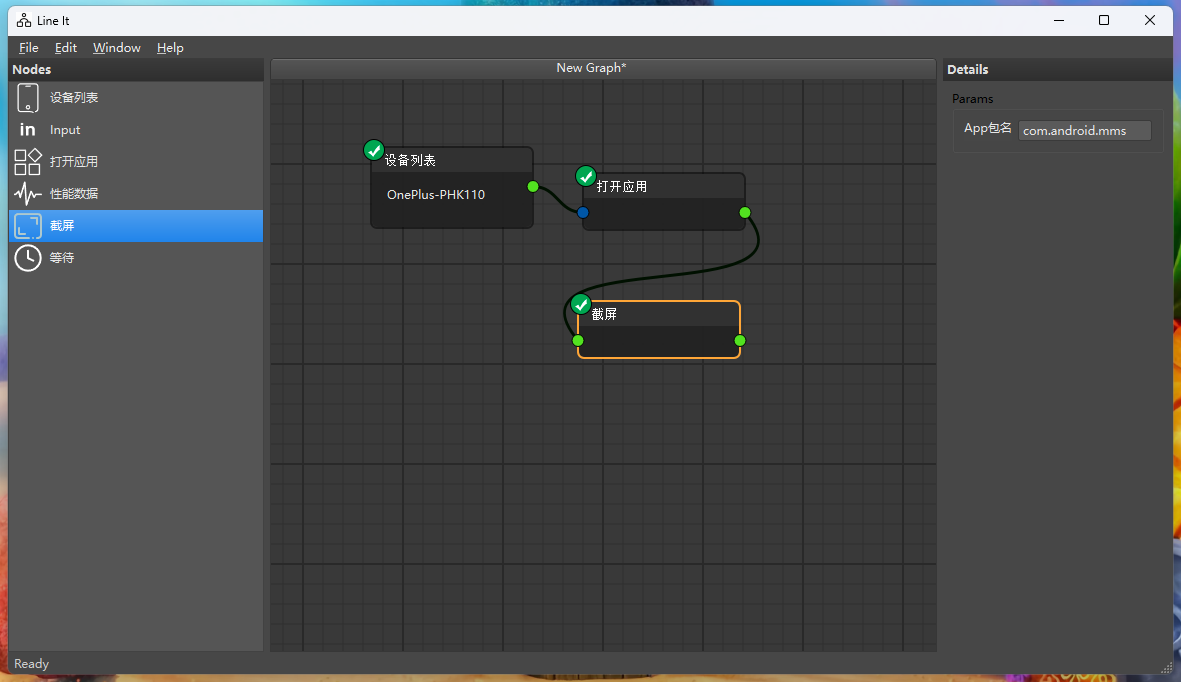 Line It
File Edit Window Help
Nodes
设备列表
Input
打开应用
性能数据
截屏
等待
New Graph*
设备列表
OnePlus-PHK110
打开应用
截屏
Details
Params
App包名 com.android.mms
Ready